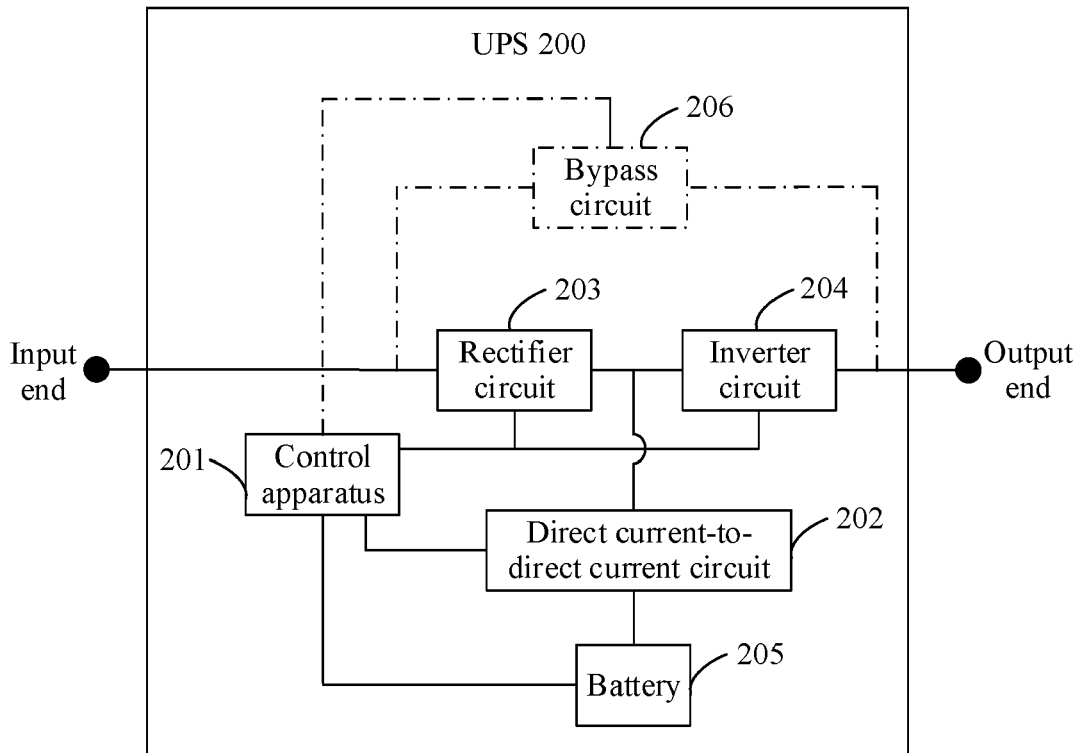 UPS 200
206
Bypass
circuit
203
204
Input
end
Rectifier
circuit
Inverter
circuit
Output
end
201
Control
apparatus
202
Direct current-to-
direct current circuit
205
Battery